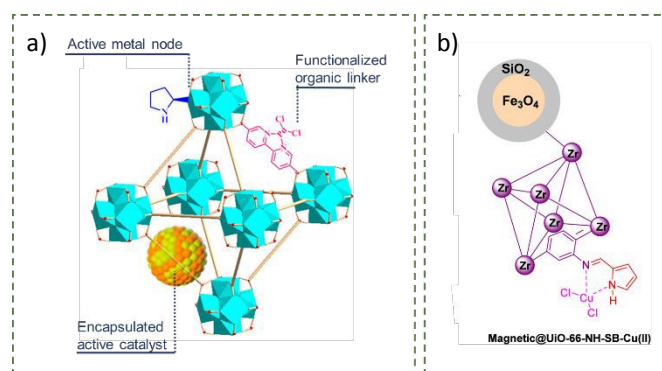 a)
Active metal node
Functionalized
organic linker
Cl
Cl
Encapsulated
active catalyst
b)
SiO2
Fe3O4
Zr
Zr
Zr
Zr
Zr
Zr
N
N
H
Cl
Cu
Cl
Magnetic@UiO-66-NH-SB-Cu(II)